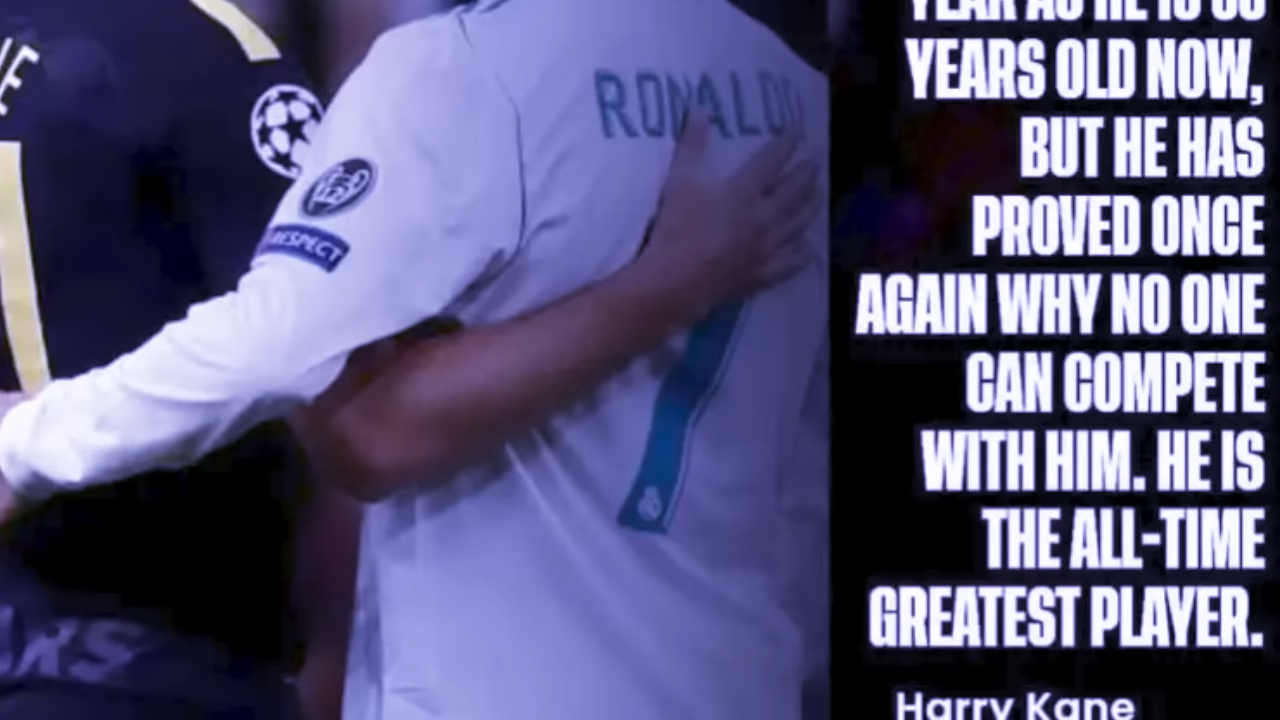 RONALDO
RESPECT
YEARS OLD NOW,
BUT HE HAS
PROVED ONCE
AGAIN WHY NO ONE
CAN COMPETE
WITH HIM. HE IS
THE ALL-TIME
GREATEST PLAYER.
Harry Kane